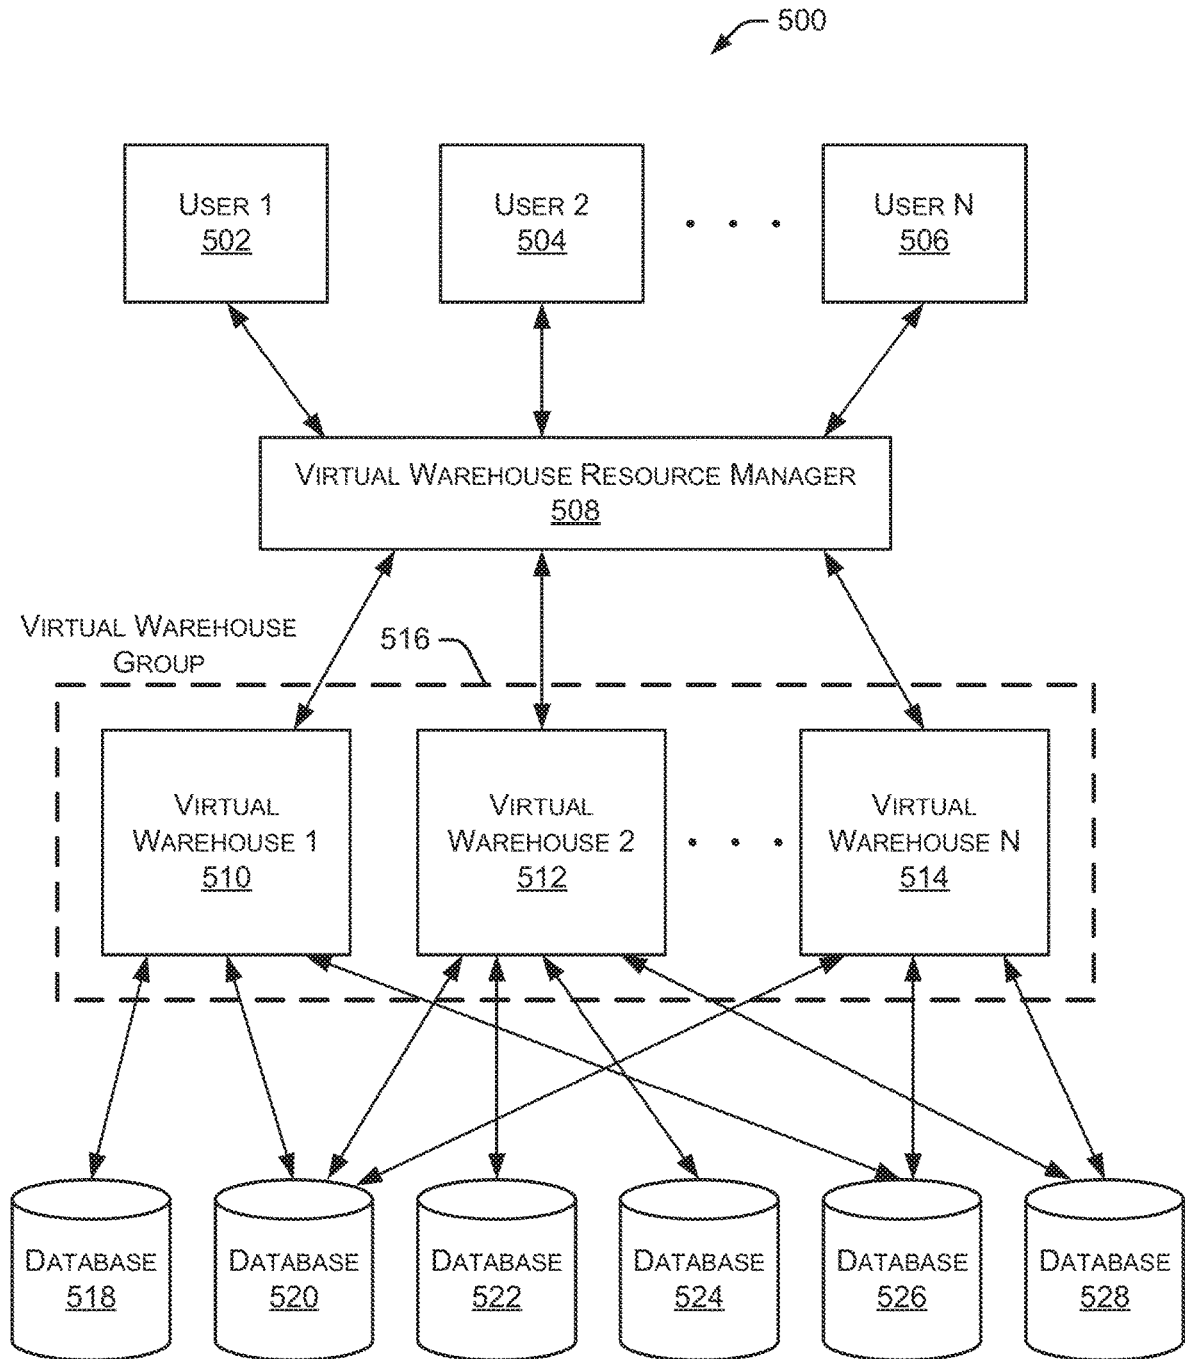 500
USER 1
502
USER 2
504
USER N
506
VIRTUAL WAREHOUSE RESOURCE MANAGER
508
VIRTUAL WAREHOUSE
GROUP
516
VIRTUAL
WAREHOUSE 1
510
VIRTUAL
WAREHOUSE 2
512
VIRTUAL
WAREHOUSE N
514
DATABASE
518
DATABASE
520
DATABASE
522
DATABASE
524
DATABASE
526
DATABASE
528